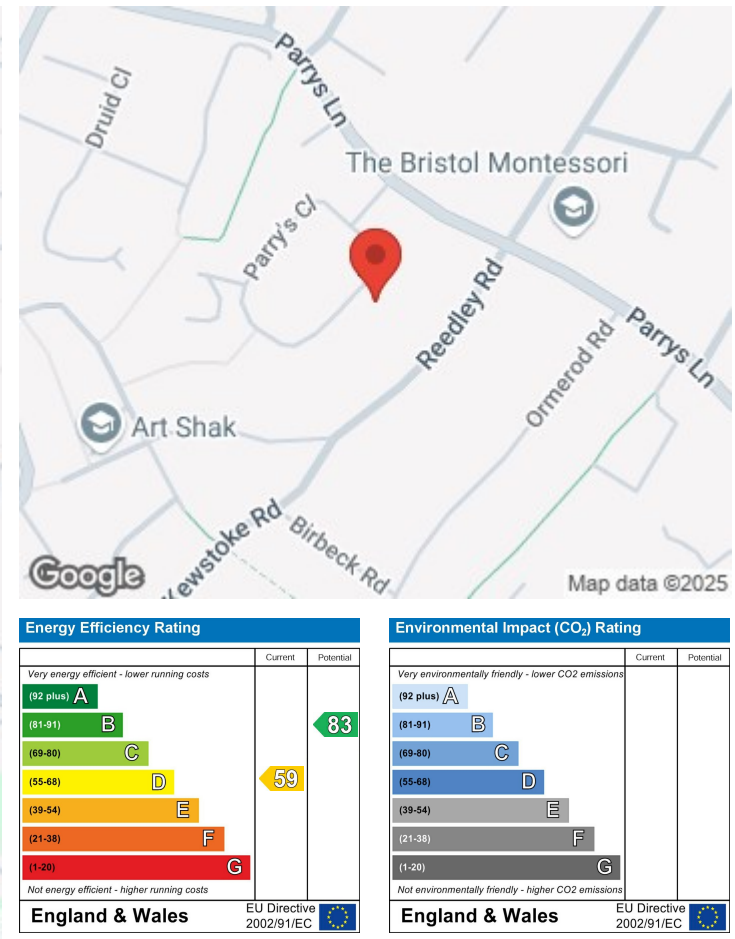 Parrys Ln
Druid Cl
The Bristol Montessori
Parry's Cl
Reedley Rd
Parrys Ln
Ormerod Rd
Art Shak
Kewstoke Rd
Birbeck Rd
Google
Map data ©2025
Energy Efficiency Rating
Current Potential
Very energy efficient - lower running costs
(92 plus) A
(81-91) B 83
(69-80) C
(55-68) D 59
(39-54) E
(21-38) F
(1-20) G
Not energy efficient - higher running costs
England & Wales
EU Directive
2002/91/EC
Environmental Impact (CO₂) Rating
Current Potential
Very environmentally friendly - lower CO2 emissions
(92 plus) A
(81-91) B
(69-80) C
(55-68) D
(39-54) E
(21-38) F
(1-20) G
Not environmentally friendly - higher CO2 emissions
England & Wales
EU Directive
2002/91/EC